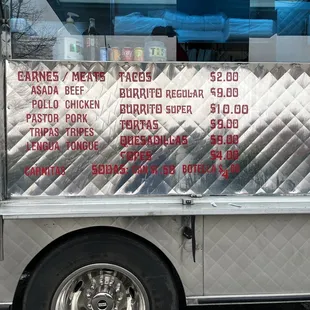 CARNES / MEATS TACOS $2.00
ASADA BEEF BURRITO REGULAR $9.00
POLLO CHICKEN BURRITO SUPER $10.00
PASTOR PORK TORTAS $9.00
TRIPAS TRIPES QUESADILLAS $9.00
LENGUA TONGUE SOPES $4.00
CARNITAS SODAS CAN